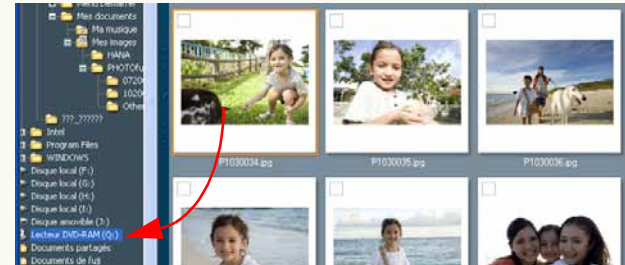 Menu Démarrer
Mes documents
Ma musique
Mes images
HANA
PHOTOfu
0720
1020
Other
???_??????
Intel
Program Files
WINDOWS
Disque local (F:)
Disque local (G:)
Disque local (H:)
Disque local (I:)
Disque amovible (J:)
Lecteur DVD-RAM (Q:)
Documents partagés
Documents de fuji
P1030034.jpg
P1030035.jpg
P1030036.jpg